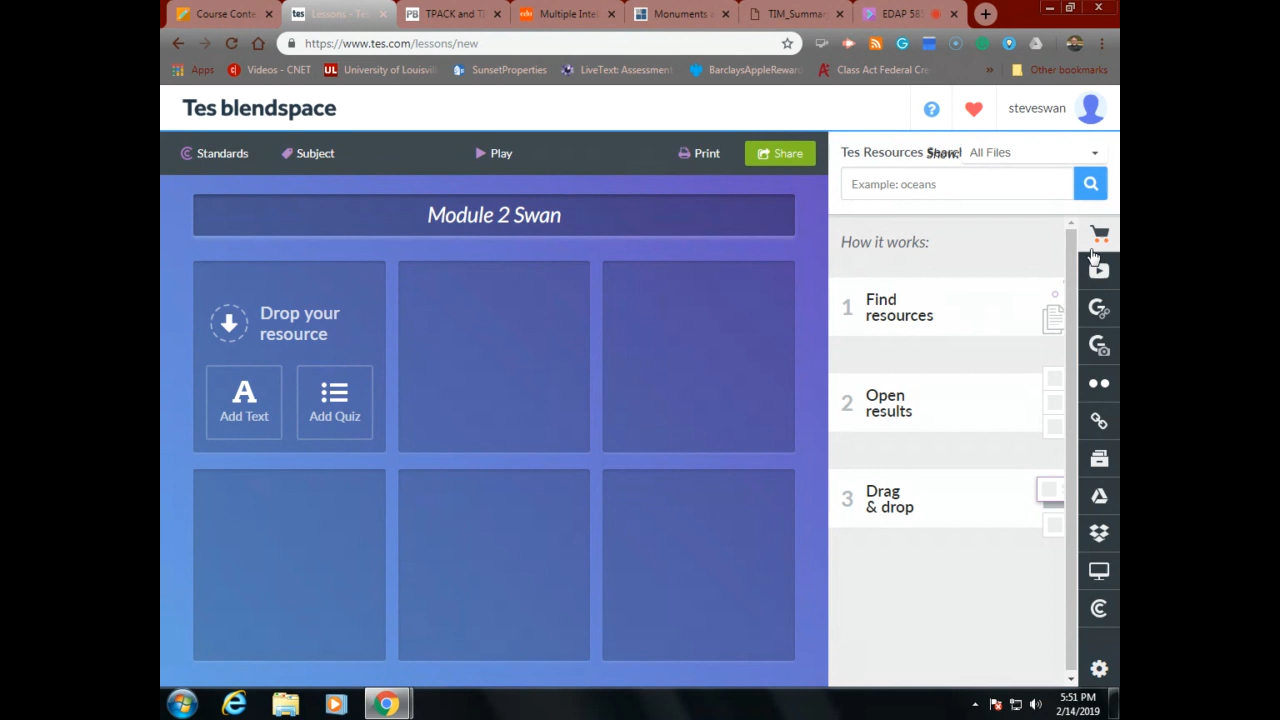 Course Conte
Lessons - Tes
TPACK and TI
Multiple Intel
Monuments a
TIM_Summar
EDAP 585
https://www.tes.com/lessons/new
Apps
Videos - CNET
University of Louisvill
SunsetProperties
LiveText: Assessment
BarclaysAppleReward
Class Act Federal Cre
»
Other bookmarks
Tes blendspace
?
steveswan
Standards
Subject
Play
Print
Share
Tes Resources
Show:
All Files
Example: oceans
Module 2 Swan
How it works:
Drop your
resource
A
Add Text
Add Quiz
1
Find
resources
2
Open
results
3
Drag
& drop
5:51 PM
2/14/2019